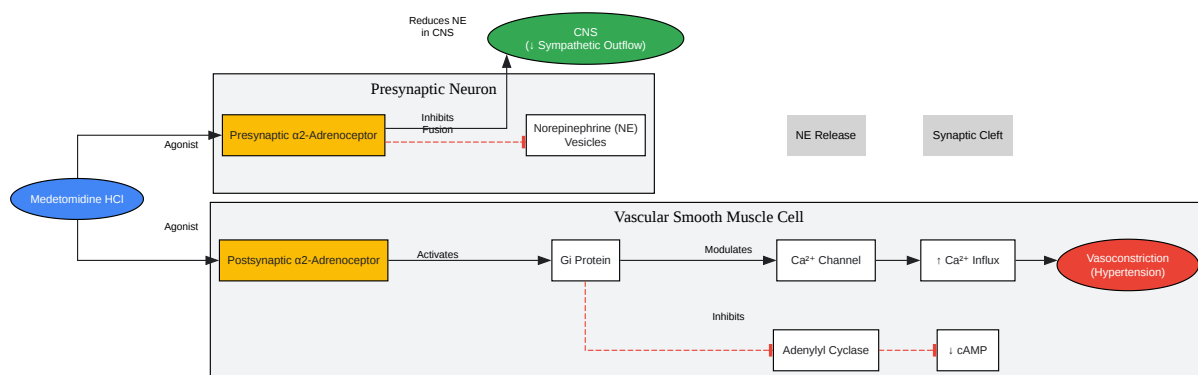 Reduces NE
in CNS
CNS
(↓ Sympathetic Outflow)
Presynaptic Neuron
Presynaptic α2-Adrenoceptor
Inhibits
Fusion
Norepinephrine (NE)
Vesicles
NE Release
Synaptic Cleft
Agonist
Medetomidine HCl
Agonist
Vascular Smooth Muscle Cell
Postsynaptic α2-Adrenoceptor
Activates
Gi Protein
Modulates
Ca²⁺ Channel
↑ Ca²⁺ Influx
Vasoconstriction
(Hypertension)
Inhibits
Adenylyl Cyclase
↓ cAMP